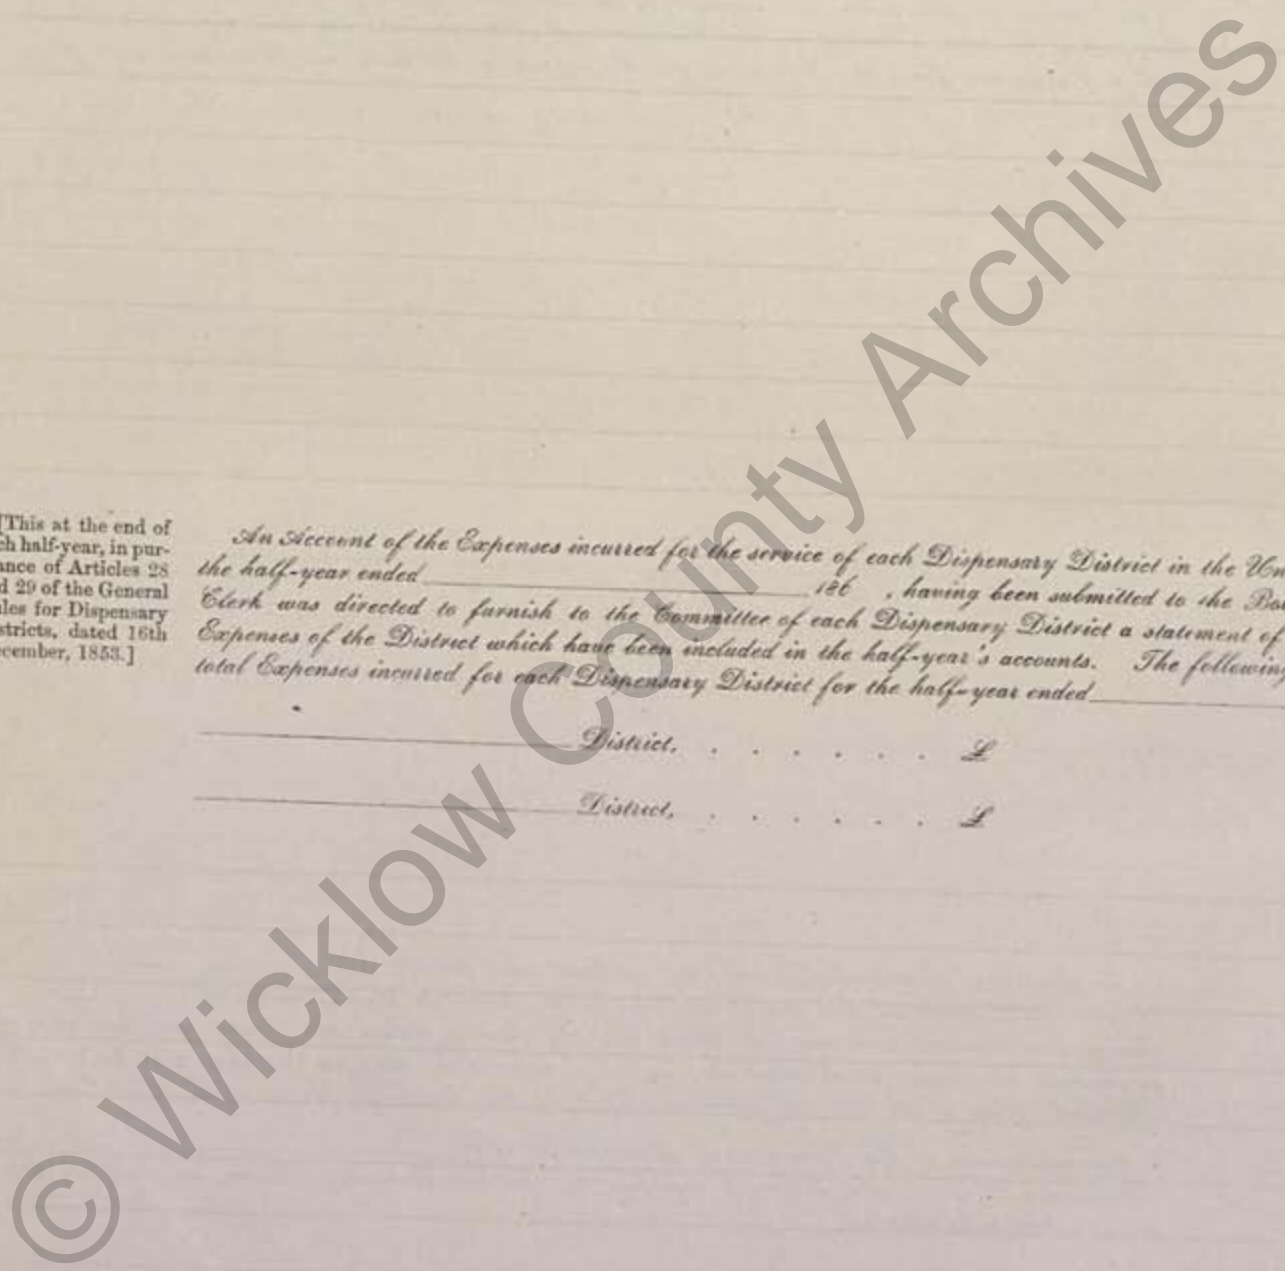 [This at the end of
ch half-year, in pur-
ance of Articles 28
d 29 of the General
les for Dispensary
stricts, dated 16th
cember, 1853.]
An Account of the Expenses incurred for the service of each Dispensary District in the Un
the half-year ended 186 , having been submitted to the Bo
Clerk was directed to furnish to the Committee of each Dispensary District a statement of
Expenses of the District which have been included in the half-year's accounts. The following
total Expenses incurred for each Dispensary District for the half-year ended
District, . . . . . . £
District, . . . . . . £
© Wicklow County Archives